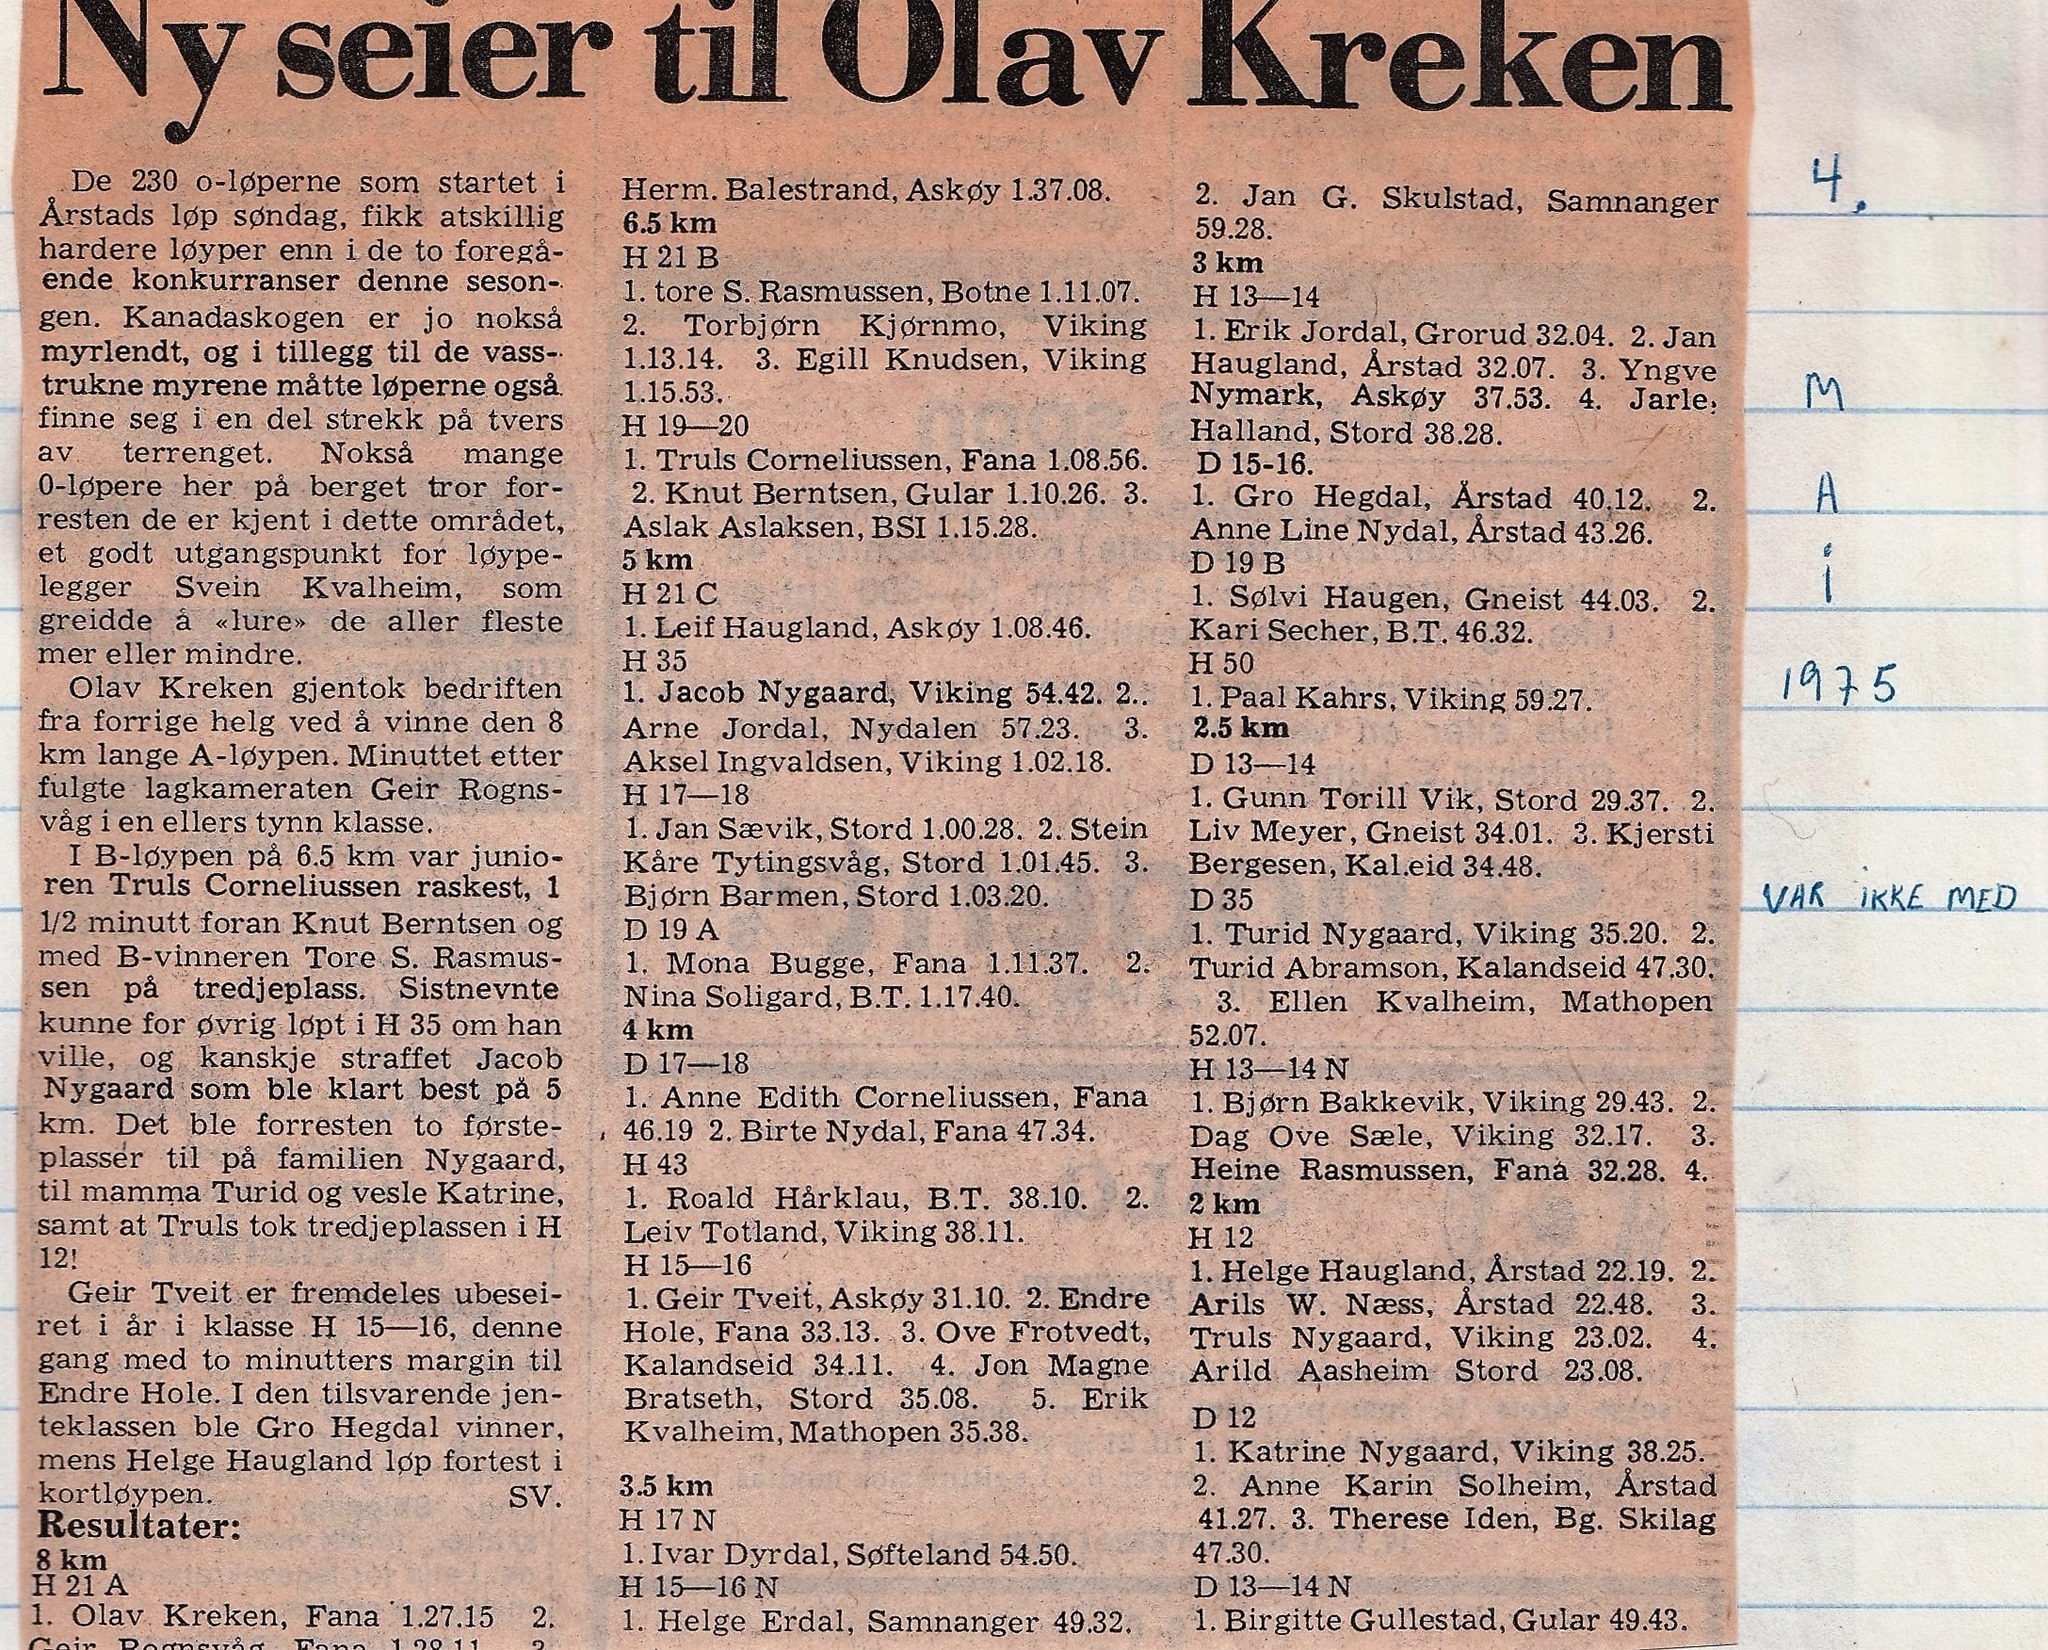 Ny seier til Olav Kreken
De 230 o-løperne som startet i
Årstads løp søndag, fikk atskillig
hardere løyper enn i de to foregå-
ende konkurranser denne seson-
gen. Kanadaskogen er jo nokså
myrlendt, og i tillegg til de vass-
trukne myrene måtte løperne også
finne seg i en del strekk på tvers
av terrenget. Nokså mange
0-løpere her på berget tror for-
resten de er kjent i dette området,
et godt utgangspunkt for løype-
legger Svein Kvalheim, som
greidde å «lure» de aller fleste
mer eller mindre.
Olav Kreken gjentok bedriften
fra forrige helg ved å vinne den 8
km lange A-løypen. Minuttet etter
fulgte lagkameraten Geir Rogns-
våg i en ellers tynn klasse.
I B-løypen på 6.5 km var junio-
ren Truls Corneliussen raskest, 1
1/2 minutt foran Knut Berntsen og
med B-vinneren Tore S. Rasmus-
sen på tredjeplass. Sistnevnte
kunne for øvrig løpt i H 35 om han
ville, og kanskje straffet Jacob
Nygaard som ble klart best på 5
km. Det ble forresten to første-
plasser til på familien Nygaard,
til mamma Turid og vesle Katrine,
samt at Truls tok tredjeplassen i H
12!
Geir Tveit er fremdeles ubesei-
ret i år i klasse H 15—16, denne
gang med to minutters margin til
Endre Hole. I den tilsvarende jen-
teklassen ble Gro Hegdal vinner,
mens Helge Haugland løp fortest i
kortløypen. SV.
Resultater:
8 km
H 21 A
1. Olav Kreken, Fana 1.27.15 2.
Geir Rognsvåg, Fana 1.28.11 3.
Herm. Balestrand, Askøy 1.37.08.
6.5 km
H 21 B
1. tore S. Rasmussen, Botne 1.11.07.
2. Torbjørn Kjørnmo, Viking
1.13.14. 3. Egill Knudsen, Viking
1.15.53.
H 19—20
1. Truls Corneliussen, Fana 1.08.56.
2. Knut Berntsen, Gular 1.10.26. 3.
Aslak Aslaksen, BSI 1.15.28.
5 km
H 21 C
1. Leif Haugland, Askøy 1.08.46.
H 35
1. Jacob Nygaard, Viking 54.42. 2..
Arne Jordal, Nydalen 57.23. 3.
Aksel Ingvaldsen, Viking 1.02.18.
H 17—18
1. Jan Sævik, Stord 1.00.28. 2. Stein
Kåre Tytingsvåg, Stord 1.01.45. 3.
Bjørn Barmen, Stord 1.03.20.
D 19 A
1. Mona Bugge, Fana 1.11.37. 2.
Nina Soligard, B.T. 1.17.40.
4 km
D 17—18
1. Anne Edith Corneliussen, Fana
46.19 2. Birte Nydal, Fana 47.34.
H 43
1. Roald Hårklau, B.T. 38.10. 2.
Leiv Totland, Viking 38.11.
H 15—16
1. Geir Tveit, Askøy 31.10. 2. Endre
Hole, Fana 33.13. 3. Ove Frotvedt,
Kalandseid 34.11. 4. Jon Magne
Bratseth, Stord 35.08. 5. Erik
Kvalheim, Mathopen 35.38.
3.5 km
H 17 N
1. Ivar Dyrdal, Søfteland 54.50.
H 15—16 N
1. Helge Erdal, Samnanger 49.32.
2. Jan G. Skulstad, Samnanger
59.28.
3 km
H 13—14
1. Erik Jordal, Grorud 32.04. 2. Jan
Haugland, Årstad 32.07. 3. Yngve
Nymark, Askøy 37.53. 4. Jarle
Halland, Stord 38.28.
D 15-16.
1. Gro Hegdal, Årstad 40.12. 2.
Anne Line Nydal, Årstad 43.26.
D 19 B
1. Sølvi Haugen, Gneist 44.03. 2.
Kari Secher, B.T. 46.32.
H 50
1. Paal Kahrs, Viking 59.27.
2.5 km
D 13—14
1. Gunn Torill Vik, Stord 29.37. 2.
Liv Meyer, Gneist 34.01. 3. Kjersti
Bergesen, Kal.eid 34.48.
D 35
1. Turid Nygaard, Viking 35.20. 2.
Turid Abramson, Kalandseid 47.30.
3. Ellen Kvalheim, Mathopen
52.07.
H 13—14 N
1. Bjørn Bakkevik, Viking 29.43. 2.
Dag Ove Sæle, Viking 32.17. 3.
Heine Rasmussen, Fana 32.28. 4.
2 km
H 12
1. Helge Haugland, Årstad 22.19. 2.
Arils W. Næss, Årstad 22.48. 3.
Truls Nygaard, Viking 23.02. 4.
Arild Aasheim Stord 23.08.
D 12
1. Katrine Nygaard, Viking 38.25.
2. Anne Karin Solheim, Årstad
41.27. 3. Therese Iden, Bg. Skilag
47.30.
D 13—14 N
1. Birgitte Gullestad, Gular 49.43.
4.
M
A
i
1975
VAR iKKE MED